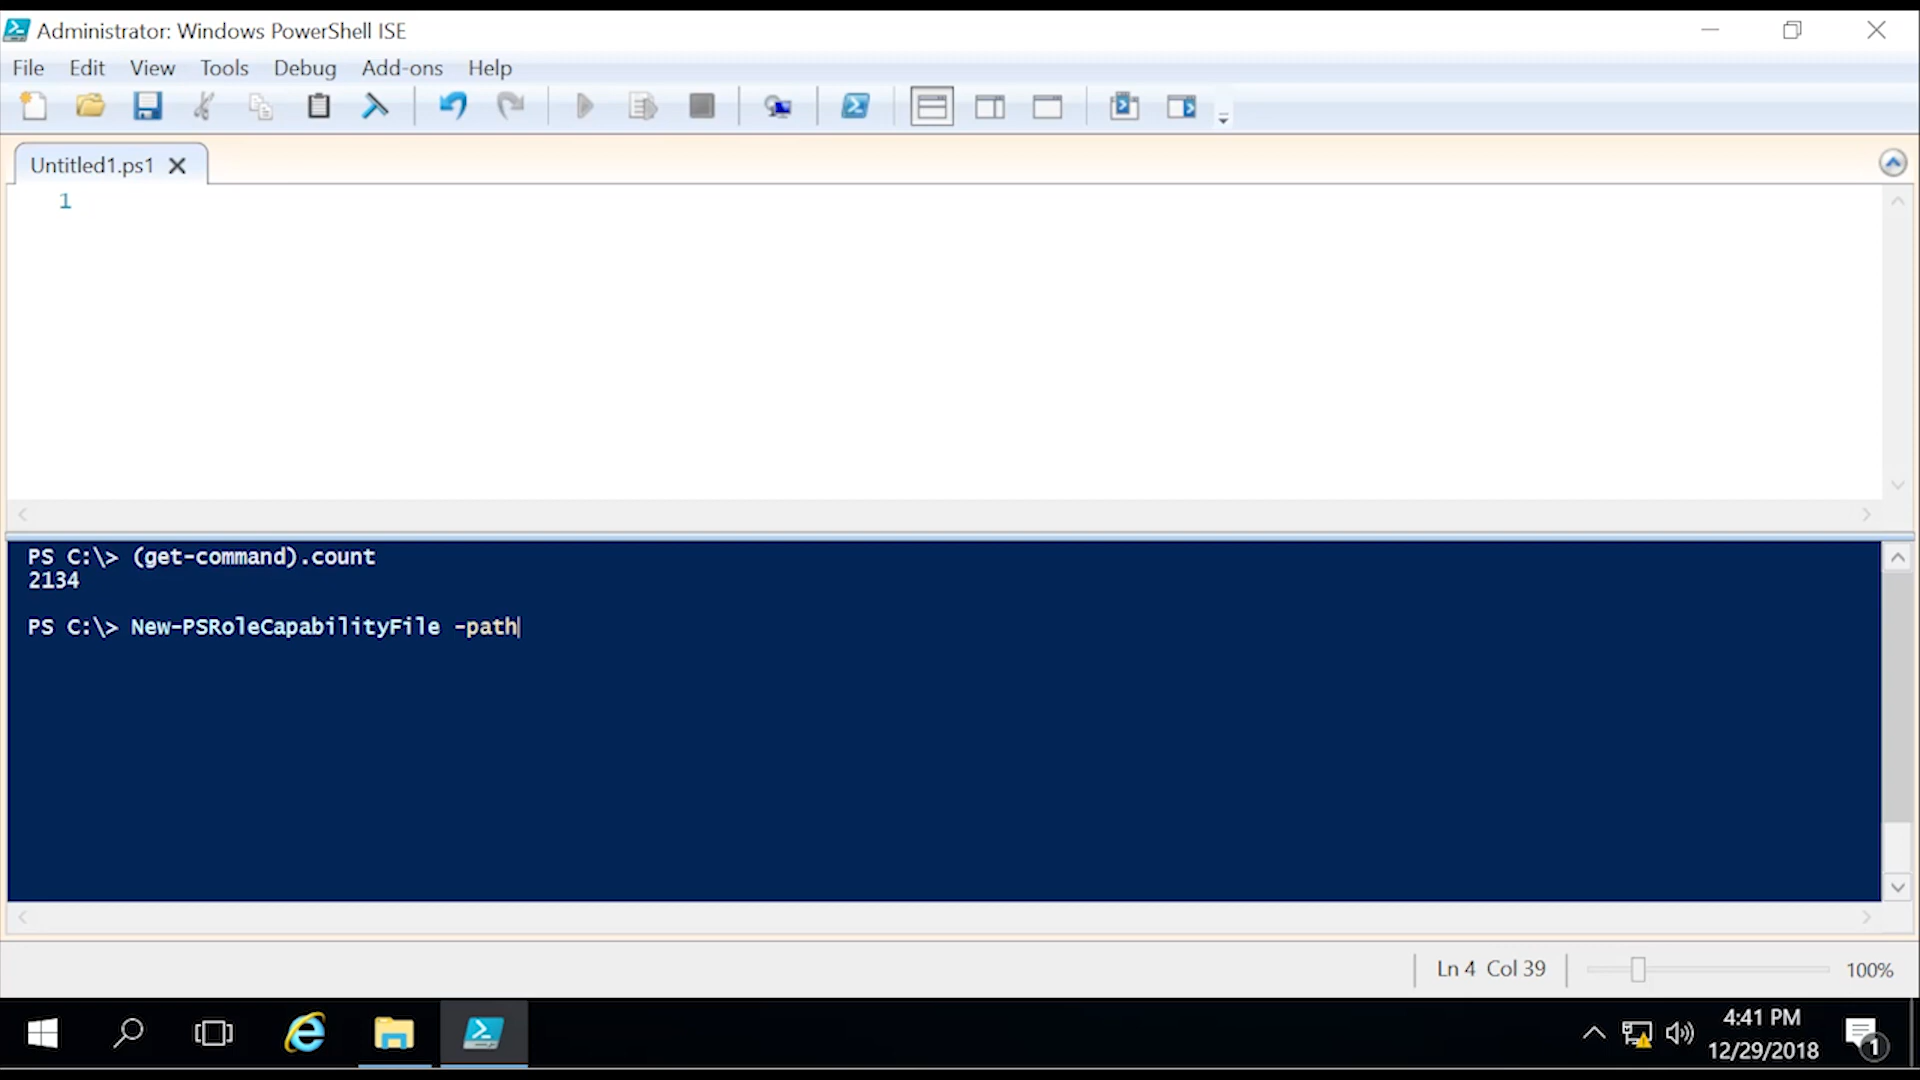 Administrator: Windows PowerShell ISE
File Edit View Tools Debug Add-ons Help
Untitled1.ps1
1
PS C:\> (get-command).count
2134
PS C:\> New-PSRoleCapabilityFile -path
Ln 4 Col 39
100%
4:41 PM
12/29/2018
1